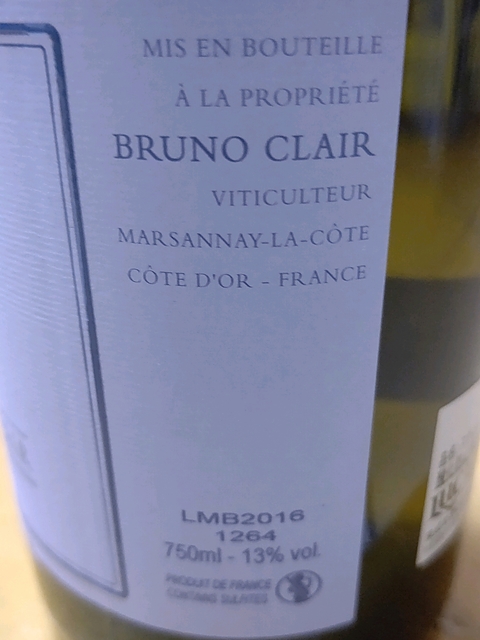 MIS EN BOUTEILLE
À LA PROPRIÉTÉ
BRUNO CLAIR
VITICULTEUR
MARSANNAY-LA-CÔTE
CÔTE D'OR - FRANCE
LMB2016
1264
750ml - 13% vol.
PRODUIT DE FRANCE
CONTAINS SULFITES